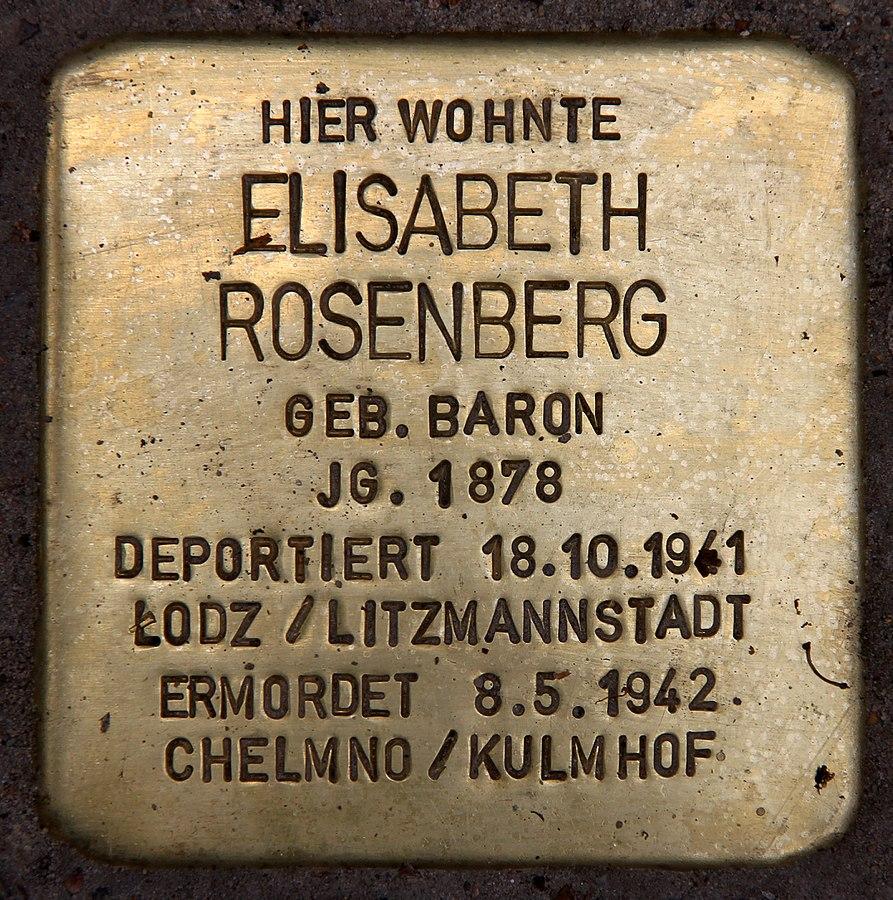 HIER WOHNTE
ELISABETH
ROSENBERG
GEB. BARON
JG. 1878
DEPORTIERT 18.10.1941
ŁODZ / LITZMANNSTADT
ERMORDET 8.5.1942
CHELMNO / KULMHOF